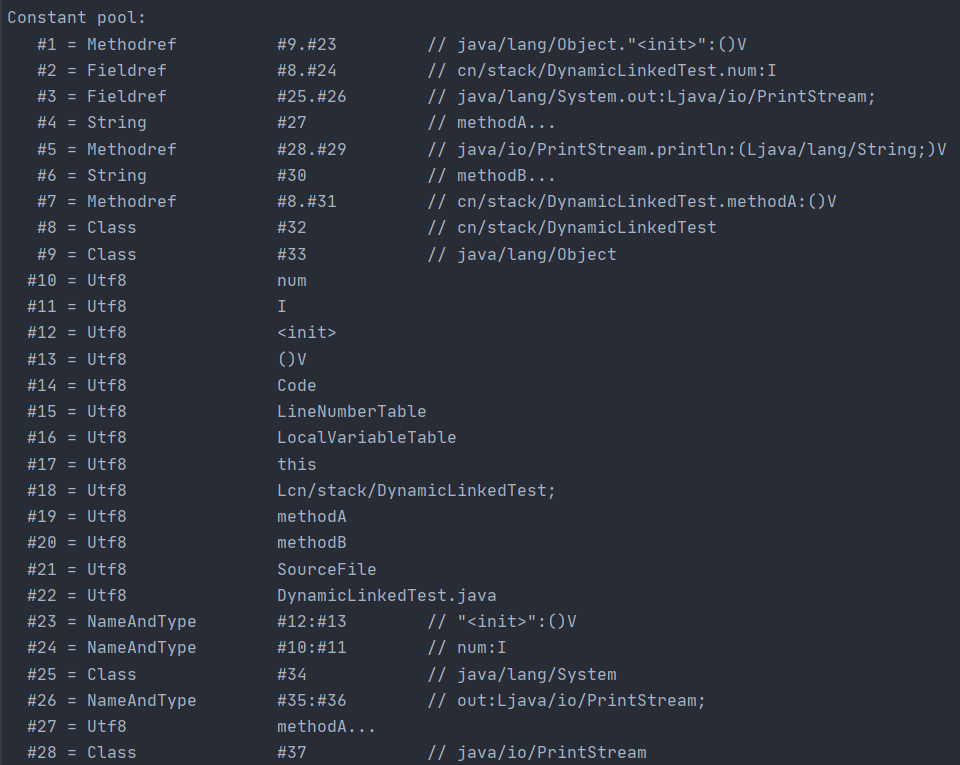 Constant pool:
   #1 = Methodref          #9.#23         // java/lang/Object."<init>":()V
   #2 = Fieldref           #8.#24         // cn/stack/DynamicLinkedTest.num:I
   #3 = Fieldref           #25.#26        // java/lang/System.out:Ljava/io/PrintStream;
   #4 = String             #27            // methodA...
   #5 = Methodref          #28.#29        // java/io/PrintStream.println:(Ljava/lang/String;)V
   #6 = String             #30            // methodB...
   #7 = Methodref          #8.#31         // cn/stack/DynamicLinkedTest.methodA:()V
   #8 = Class              #32            // cn/stack/DynamicLinkedTest
   #9 = Class              #33            // java/lang/Object
  #10 = Utf8               num
  #11 = Utf8               I
  #12 = Utf8               <init>
  #13 = Utf8               ()V
  #14 = Utf8               Code
  #15 = Utf8               LineNumberTable
  #16 = Utf8               LocalVariableTable
  #17 = Utf8               this
  #18 = Utf8               Lcn/stack/DynamicLinkedTest;
  #19 = Utf8               methodA
  #20 = Utf8               methodB
  #21 = Utf8               SourceFile
  #22 = Utf8               DynamicLinkedTest.java
  #23 = NameAndType        #12:#13        // "<init>":()V
  #24 = NameAndType        #10:#11        // num:I
  #25 = Class              #34            // java/lang/System
  #26 = NameAndType        #35:#36        // out:Ljava/io/PrintStream;
  #27 = Utf8               methodA...
  #28 = Class              #37            // java/io/PrintStream